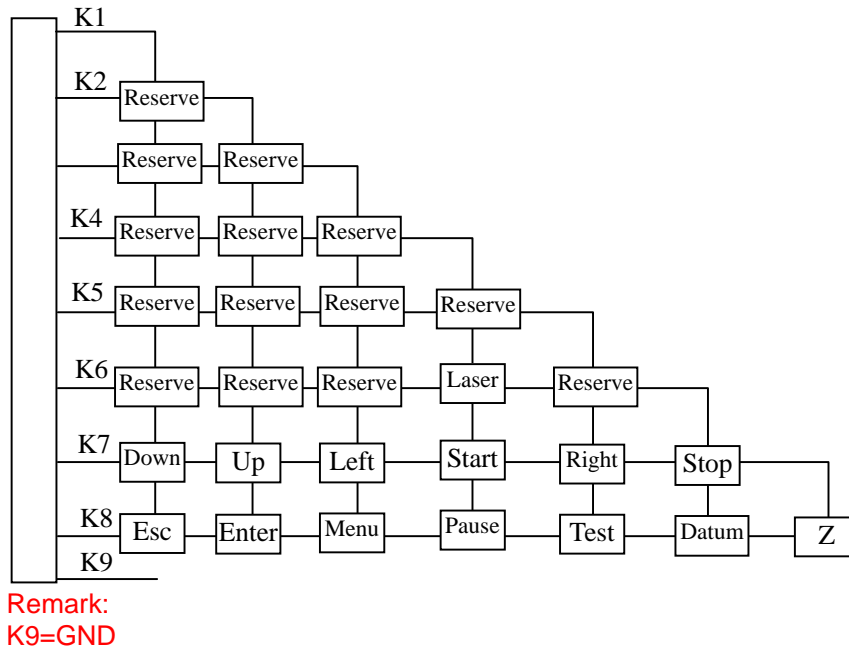 K1
K2 Reserve
Reserve Reserve
K4 Reserve Reserve Reserve
K5 Reserve Reserve Reserve Reserve
K6 Reserve Reserve Reserve Laser Reserve
K7 Down Up Left Start Right Stop
K8 Esc Enter Menu Pause Test Datum Z
K9
Remark:
K9=GND